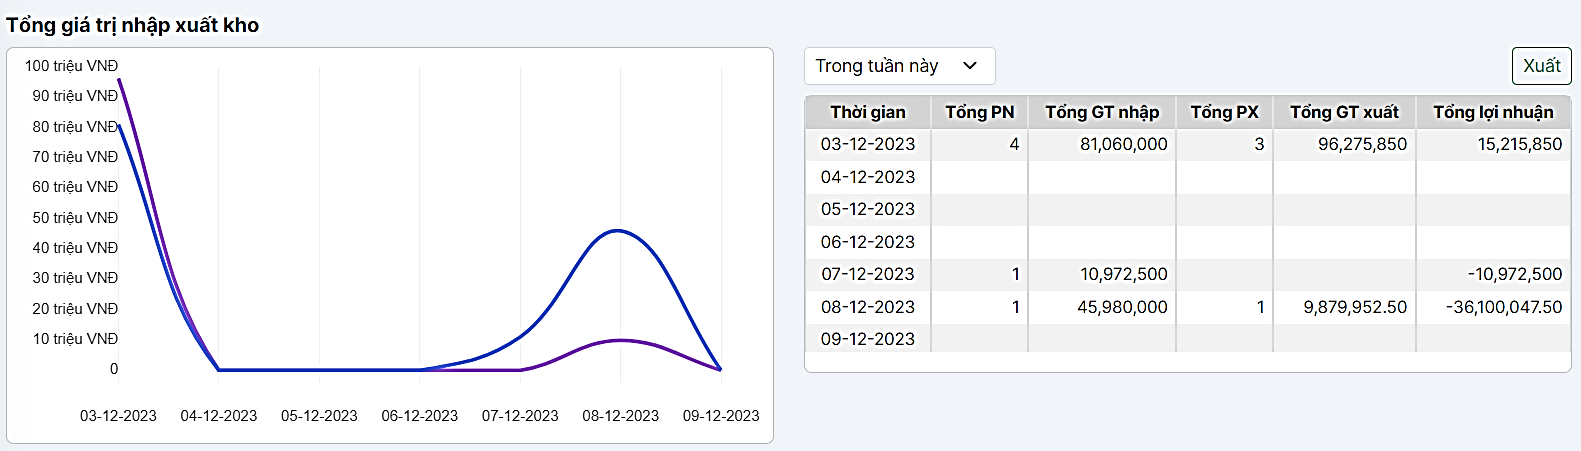 Tổng giá trị nhập xuất kho
100 triệu VNĐ
90 triệu VNĐ
80 triệu VNĐ
70 triệu VNĐ
60 triệu VNĐ
50 triệu VNĐ
40 triệu VNĐ
30 triệu VNĐ
20 triệu VNĐ
10 triệu VNĐ
0
03-12-2023 04-12-2023 05-12-2023 06-12-2023 07-12-2023 08-12-2023 09-12-2023
Trong tuần này Xuất
Thời gian Tổng PN Tổng GT nhập Tổng PX Tổng GT xuất Tổng lợi nhuận
03-12-2023 4 81,060,000 3 96,275,850 15,215,850
04-12-2023
05-12-2023
06-12-2023
07-12-2023 1 10,972,500 -10,972,500
08-12-2023 1 45,980,000 1 9,879,952.50 -36,100,047.50
09-12-2023